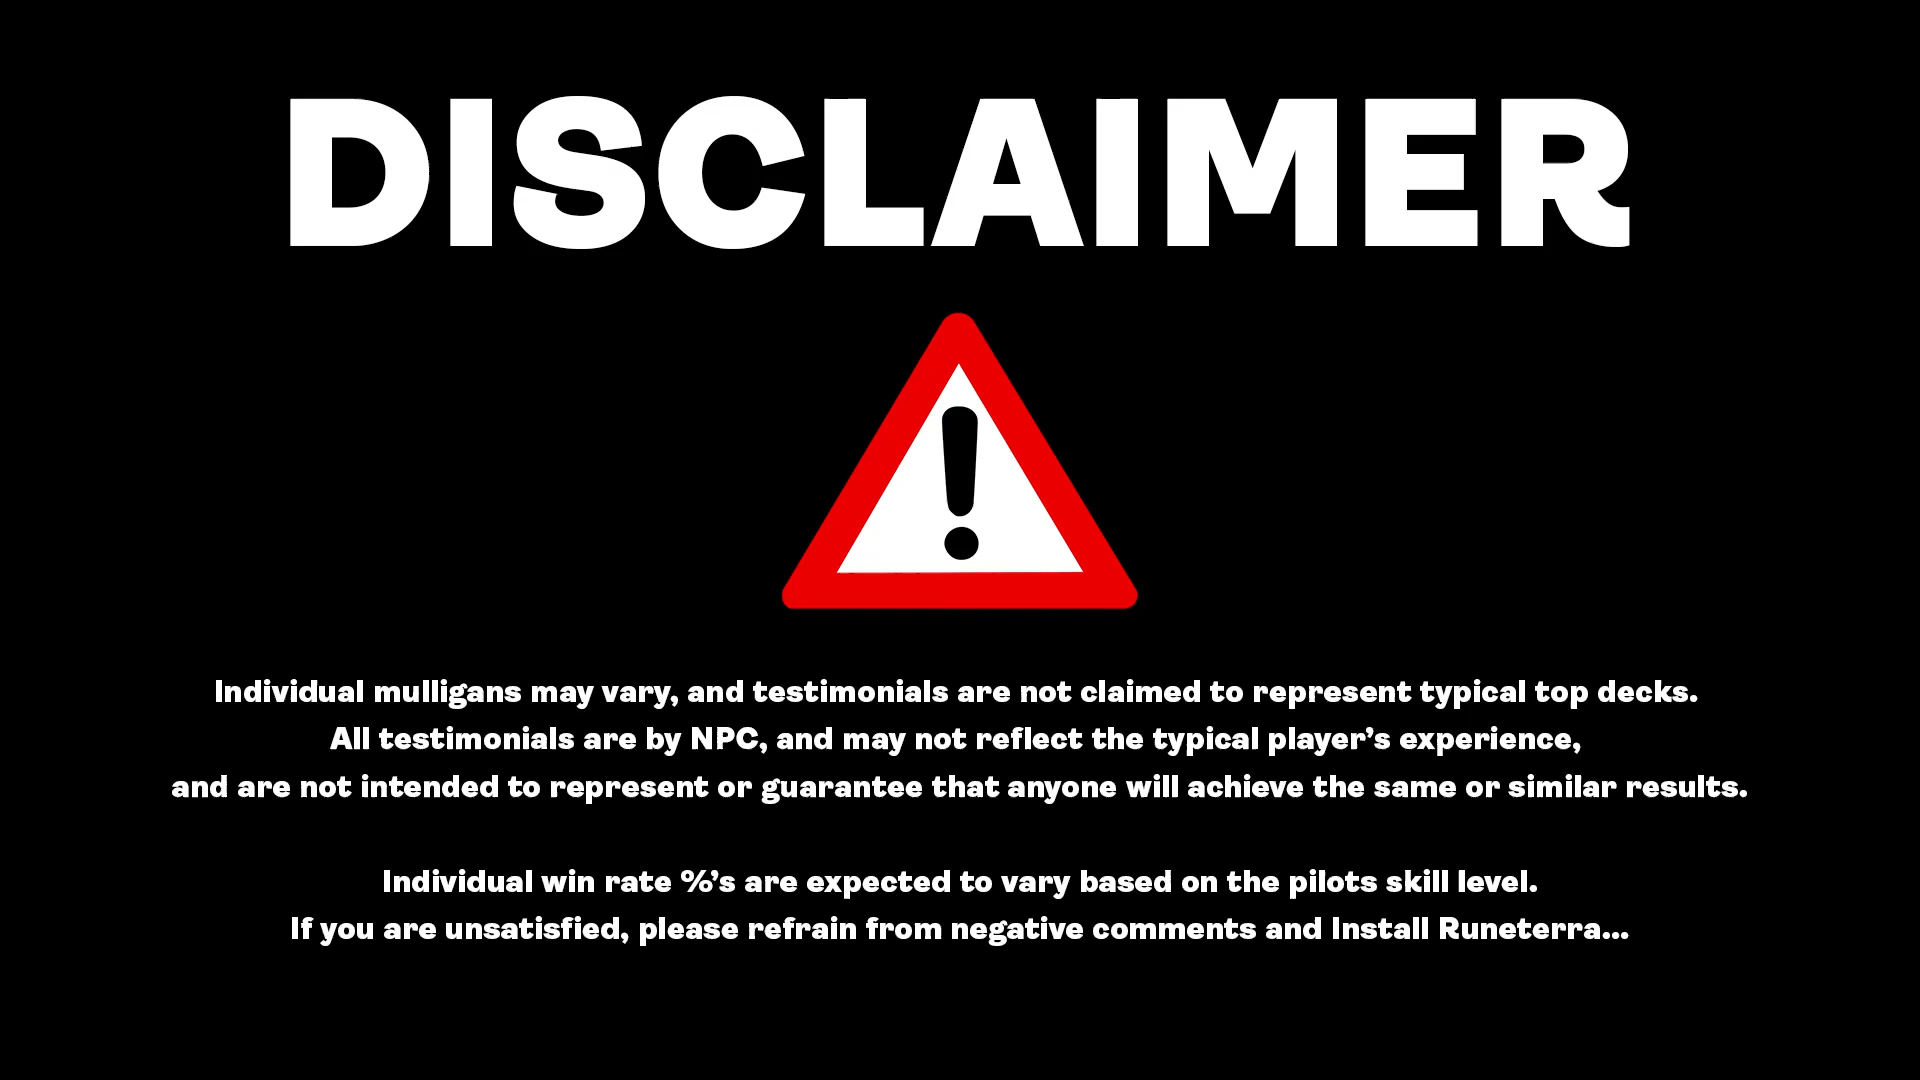 DISCLAIMER
Individual mulligans may vary, and testimonials are not claimed to represent typical top decks.
All testimonials are by NPC, and may not reflect the typical player’s experience,
and are not intended to represent or guarantee that anyone will achieve the same or similar results.
Individual win rate %’s are expected to vary based on the pilots skill level.
If you are unsatisfied, please refrain from negative comments and Install Runeterra...